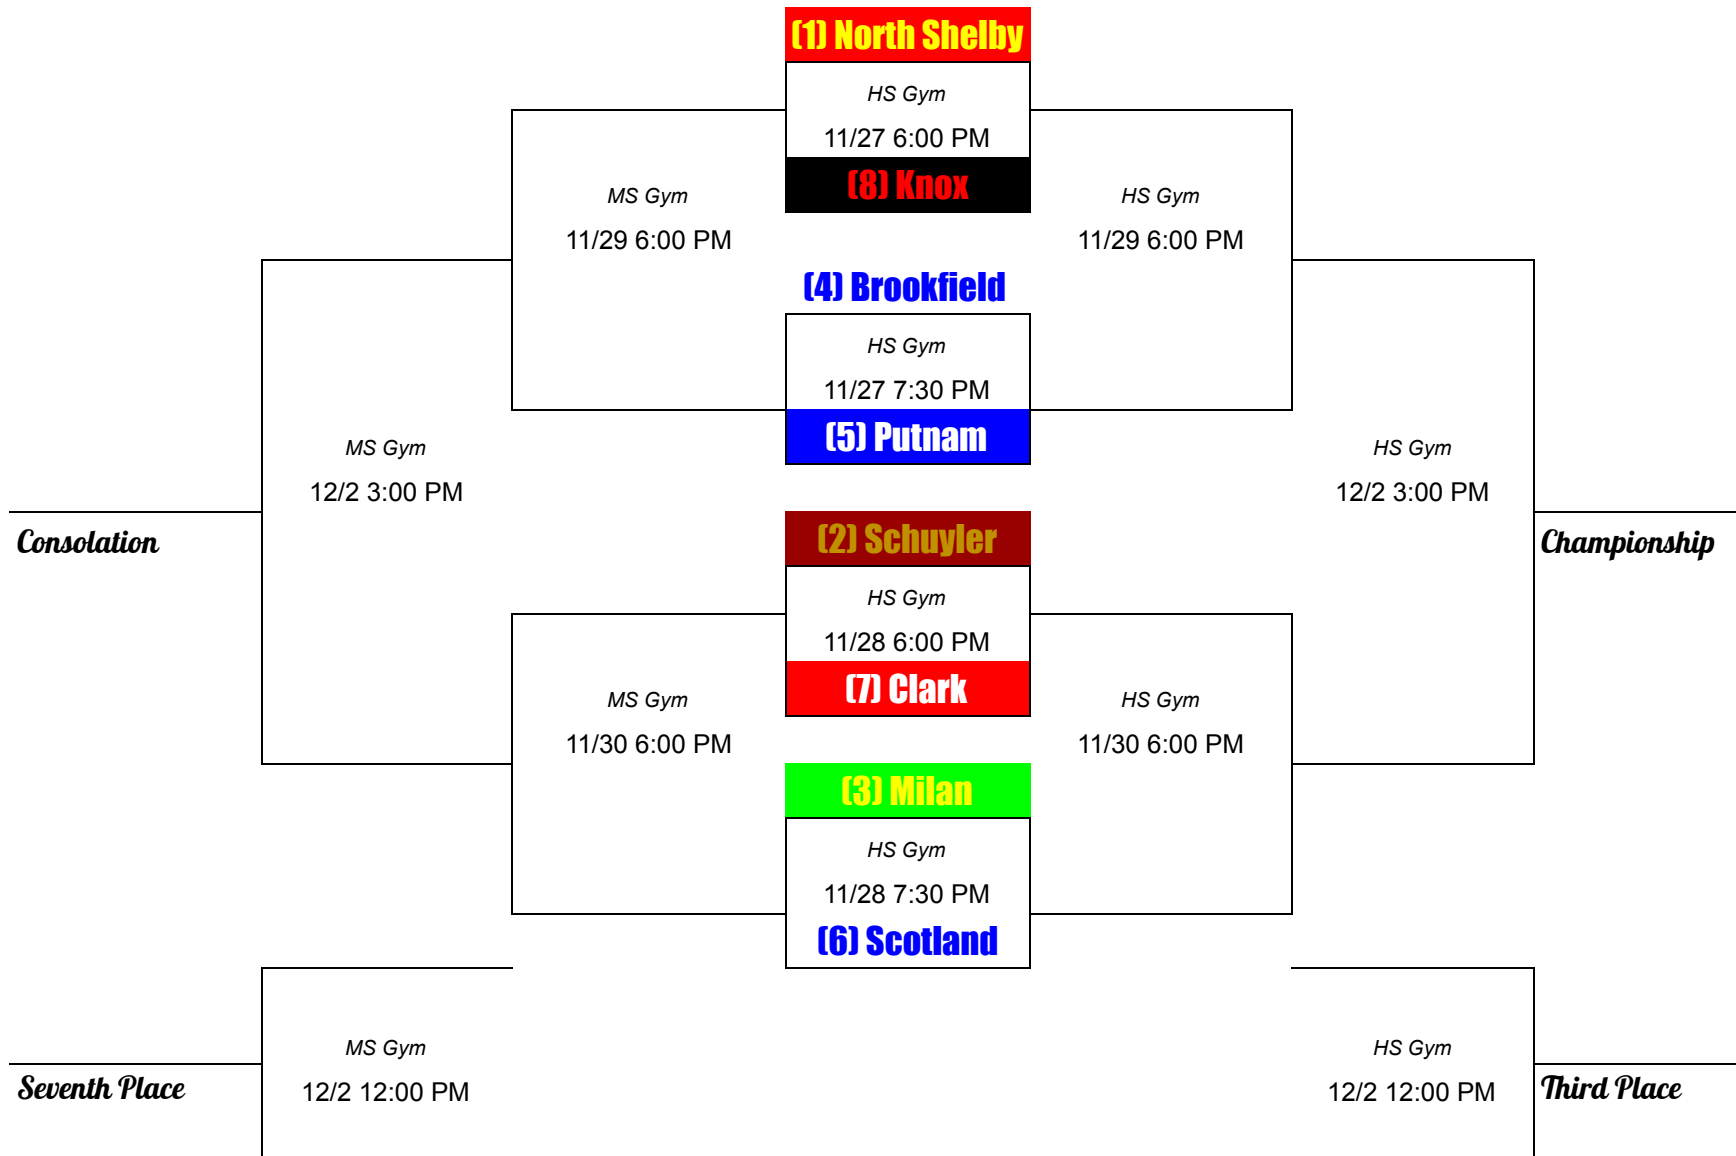 (1) North Shelby
HS Gym
11/27 6:00 PM
(8) Knox
MS Gym
11/29 6:00 PM
HS Gym
11/29 6:00 PM
(4) Brookfield
HS Gym
11/27 7:30 PM
(5) Putnam
MS Gym
12/2 3:00 PM
HS Gym
12/2 3:00 PM
Consolation
Championship
(2) Schuyler
HS Gym
11/28 6:00 PM
(7) Clark
MS Gym
11/30 6:00 PM
HS Gym
11/30 6:00 PM
(3) Milan
HS Gym
11/28 7:30 PM
(6) Scotland
MS Gym
12/2 12:00 PM
HS Gym
12/2 12:00 PM
Seventh Place
Third Place